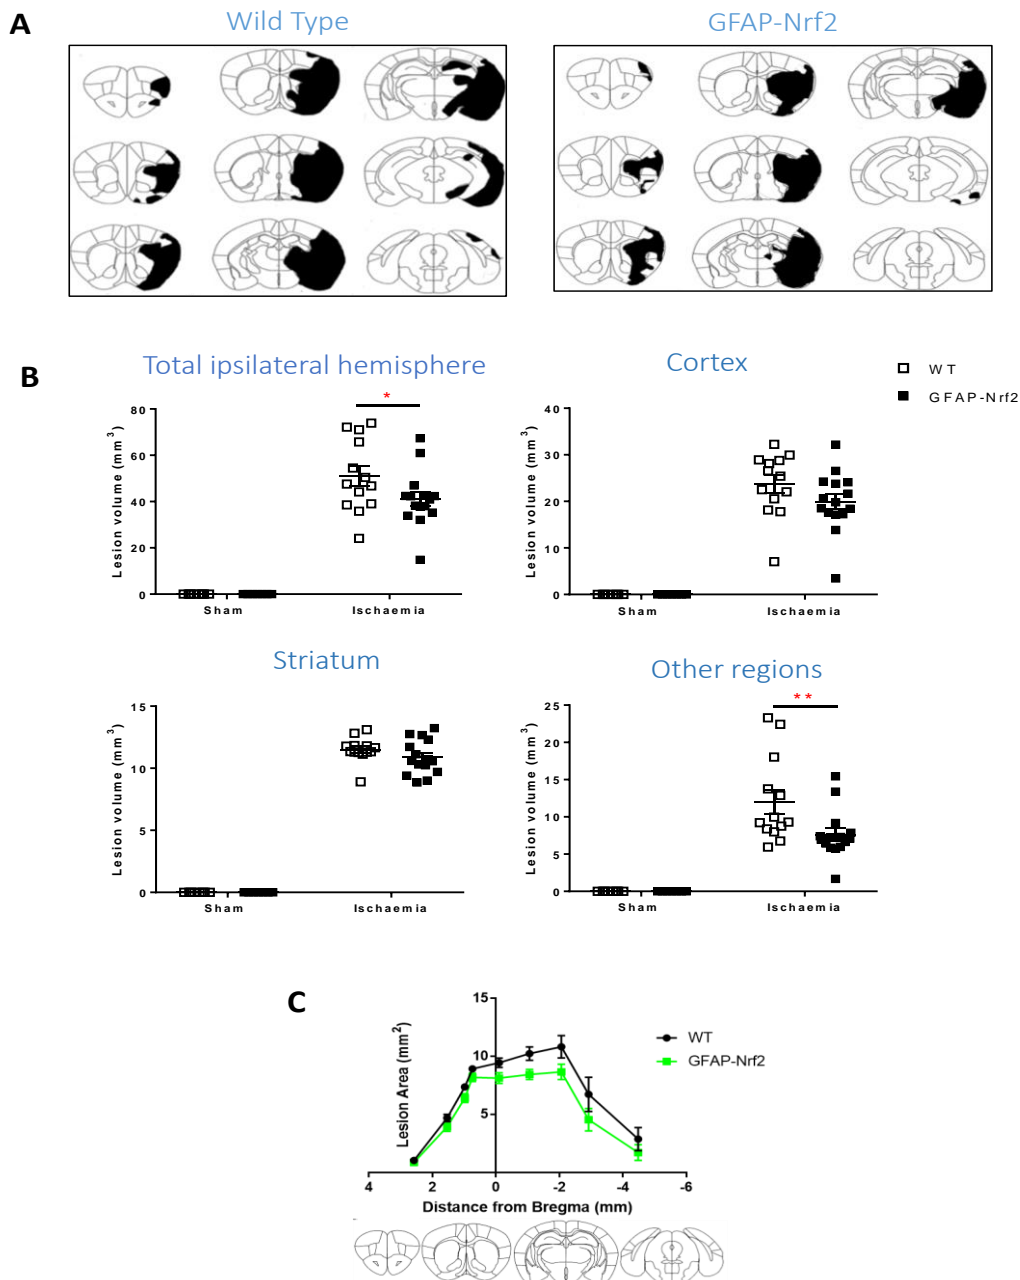 A
Wild Type
GFAP-Nrf2
B
Total ipsilateral hemisphere
Cortex
WT
GFAP-Nrf2
*
80
60
40
20
0
Lesion volume (mm3)
Sham
Ischaemia
40
30
20
10
0
Lesion volume (mm3)
Sham
Ischaemia
Striatum
Other regions
15
10
5
0
Lesion volume (mm3)
Sham
Ischaemia
**
25
20
15
10
5
0
Lesion volume (mm3)
Sham
Ischaemia
C
15
10
5
Lesion Area (mm2)
WT
GFAP-Nrf2
4 2 0 -2 -4 -6
Distance from Bregma (mm)